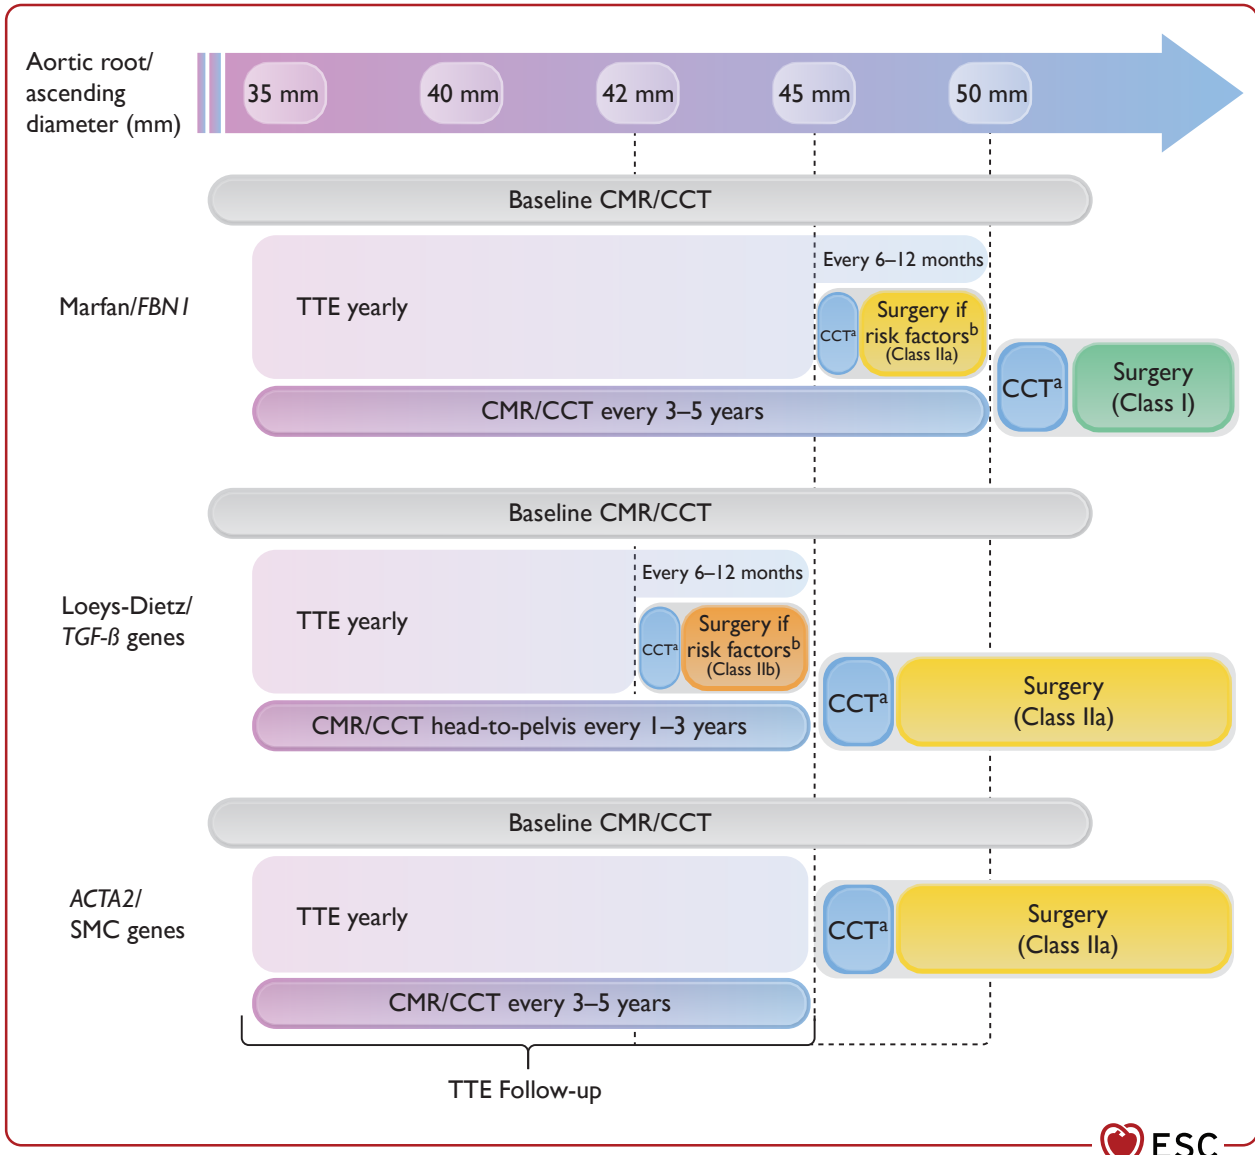 Aortic root/
ascending
diameter (mm)
35 mm
40 mm
42 mm
45 mm
50 mm
Baseline CMR/CCT
Marfan/FBN1
TTE yearly
Every 6–12 months
CCTᵃ
Surgery if
risk factorsᵇ
(Class IIa)
CMR/CCT every 3–5 years
CCTᵃ
Surgery
(Class I)
Baseline CMR/CCT
Loeys-Dietz/
TGF-ß genes
TTE yearly
Every 6–12 months
CCTᵃ
Surgery if
risk factorsᵇ
(Class IIb)
CMR/CCT head-to-pelvis every 1–3 years
CCTᵃ
Surgery
(Class IIa)
Baseline CMR/CCT
ACTA2/
SMC genes
TTE yearly
CCTᵃ
Surgery
(Class IIa)
CMR/CCT every 3–5 years
TTE Follow-up
ESC